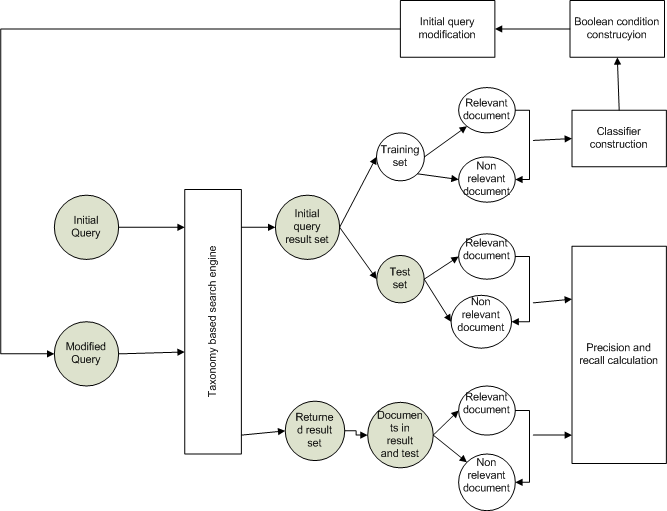 Initial query
modification
Boolean condition
construcyion
Relevant
document
Training
set
Classifier
construction
Non
relevant
document
Initial
Query
Initial
query
result set
Relevant
document
Test
set
Non
relevant
document
Taxonomy based search engine
Modified
Query
Precision and
recall calculation
Returne
d result
set
Documen
ts in
result
and test
Relevant
document
Non
relevant
document